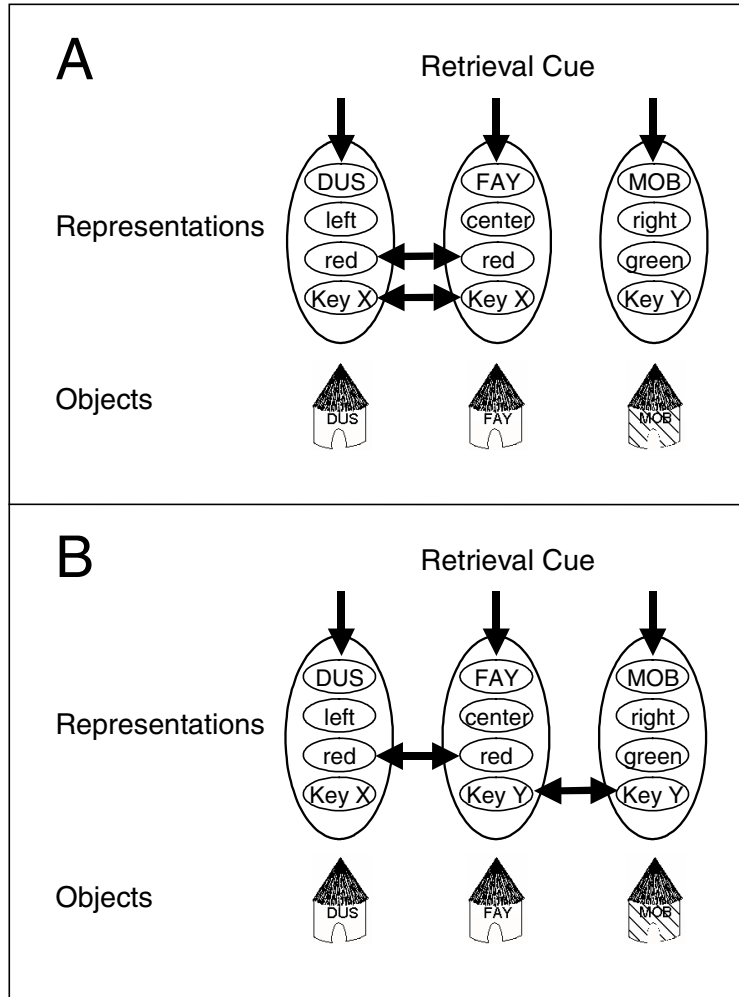 A
Retrieval Cue
DUS FAY MOB
Representations
left center right
red red green
Key X Key X Key Y
Objects
DUS FAY MOB
B
Retrieval Cue
DUS FAY MOB
Representations
left center right
red red green
Key X Key Y Key Y
Objects
DUS FAY MOB